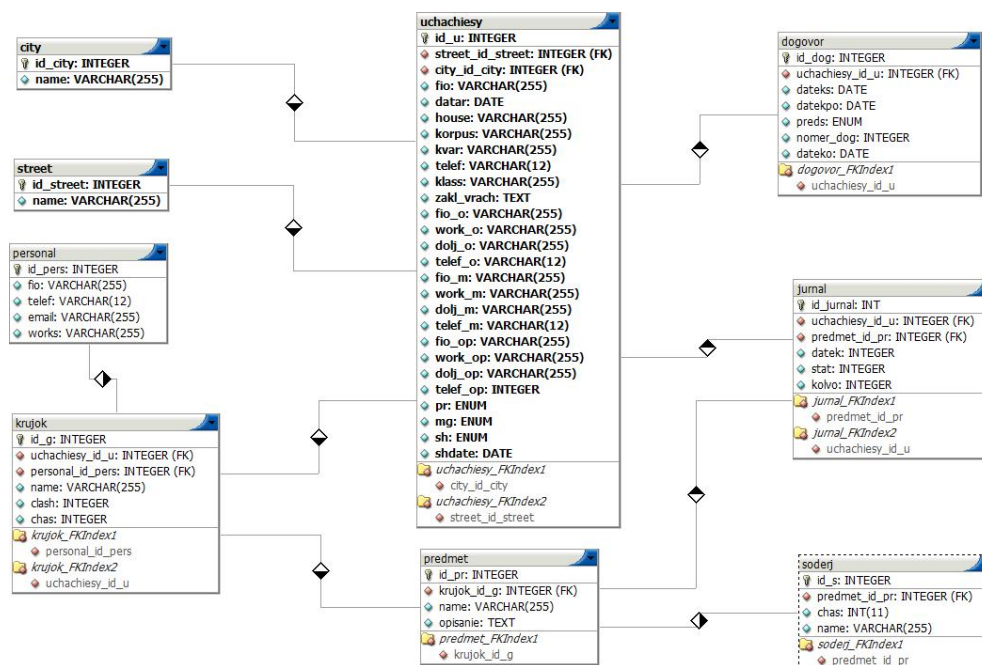 city
id_city: INTEGER
name: VARCHAR(255)
street
id_street: INTEGER
name: VARCHAR(255)
personal
id_pers: INTEGER
fio: VARCHAR(255)
telef: VARCHAR(12)
email: VARCHAR(255)
works: VARCHAR(255)
krujok
id_g: INTEGER
uchachiesy_id_u: INTEGER (FK)
personal_id_pers: INTEGER (FK)
name: VARCHAR(255)
clash: INTEGER
chas: INTEGER
krujok_FKIndex1
personal_id_pers
krujok_FKIndex2
uchachiesy_id_u
uchachiesy
id_u: INTEGER
street_id_street: INTEGER (FK)
city_id_city: INTEGER (FK)
fio: VARCHAR(255)
datar: DATE
house: VARCHAR(255)
korpus: VARCHAR(255)
kvar: VARCHAR(255)
telef: VARCHAR(12)
klass: VARCHAR(255)
zakl_vrach: TEXT
fio_o: VARCHAR(255)
work_o: VARCHAR(255)
dolj_o: VARCHAR(255)
telef_o: VARCHAR(12)
fio_m: VARCHAR(255)
work_m: VARCHAR(255)
dolj_m: VARCHAR(255)
telef_m: VARCHAR(12)
fio_op: VARCHAR(255)
work_op: VARCHAR(255)
dolj_op: VARCHAR(255)
telef_op: INTEGER
pr: ENUM
mg: ENUM
sh: ENUM
shdate: DATE
uchachiesy_FKIndex1
city_id_city
uchachiesy_FKIndex2
street_id_street
predmet
id_pr: INTEGER
krujok_id_g: INTEGER (FK)
name: VARCHAR(255)
opisanie: TEXT
predmet_FKIndex1
krujok_id_g
dogovor
id_dog: INTEGER
uchachiesy_id_u: INTEGER (FK)
dateks: DATE
datekpo: DATE
preds: ENUM
nomer_dog: INTEGER
dateko: DATE
dogovor_FKIndex1
uchachiesy_id_u
jurnal
id_jurnal: INT
uchachiesy_id_u: INTEGER (FK)
predmet_id_pr: INTEGER (FK)
datek: INTEGER
stat: INTEGER
kolvo: INTEGER
jurnal_FKIndex1
predmet_id_pr
jurnal_FKIndex2
uchachiesy_id_u
soderj
id_s: INTEGER
predmet_id_pr: INTEGER (FK)
chas: INT(11)
name: VARCHAR(255)
soderj_FKIndex1
predmet_id_pr